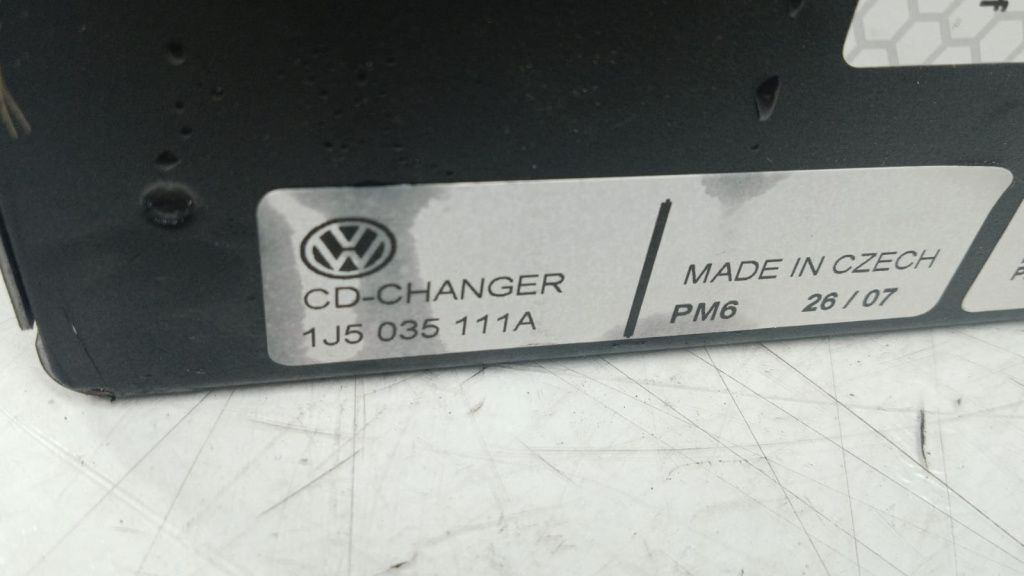 CD-CHANGER
1J5 035 111A
MADE IN CZECH
PM6 26/07